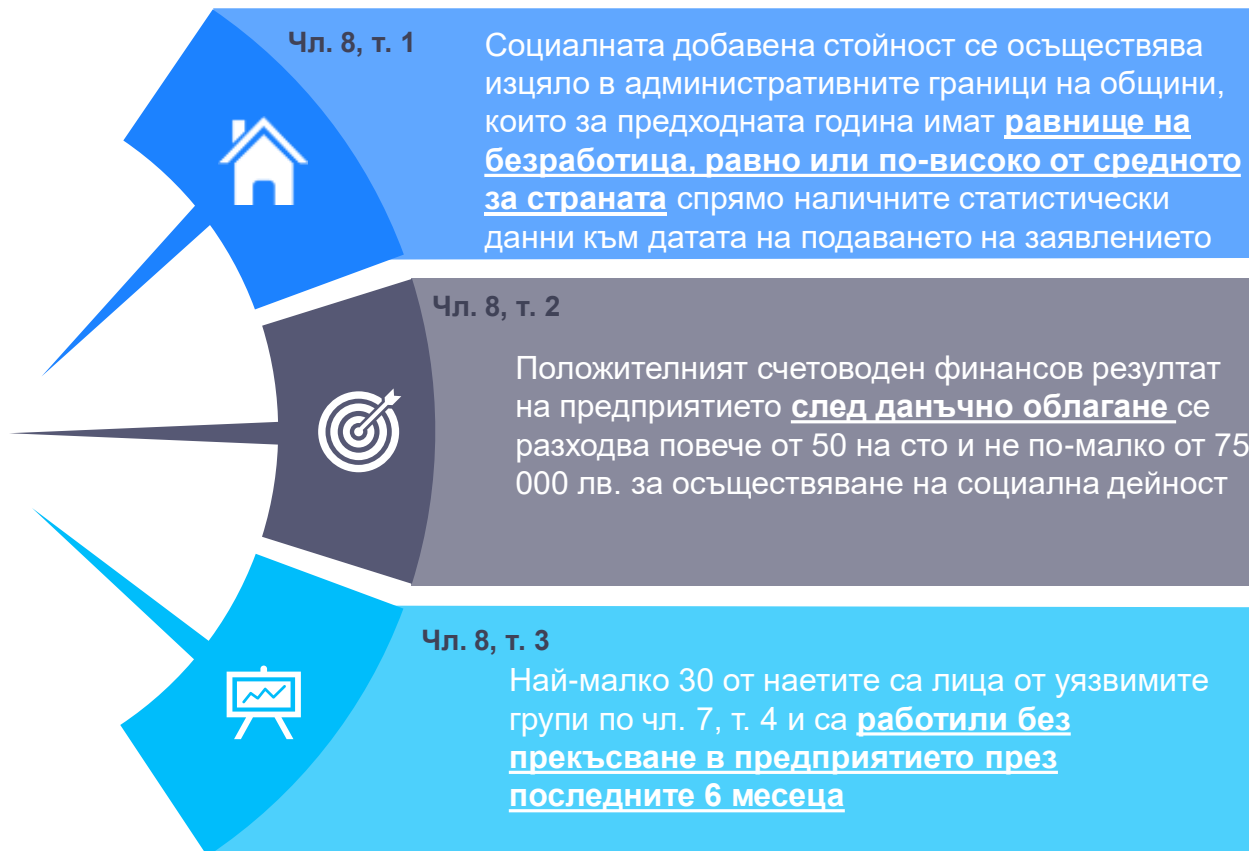 Чл. 8, т. 1
Социалната добавена стойност се осъществява
изцяло в административните граници на общини,
които за предходната година имат равнище на
безработица, равно или по-високо от средното
за страната спрямо наличните статистически
данни към датата на подаването на заявлението
Чл. 8, т. 2
Положителният счетоводен финансов резултат
на предприятието след данъчно облагане се
разходва повече от 50 на сто и не по-малко от 75
000 лв. за осъществяване на социална дейност
Чл. 8, т. 3
Най-малко 30 от наетите са лица от уязвимите
групи по чл. 7, т. 4 и са работили без
прекъсване в предприятието през
последните 6 месеца